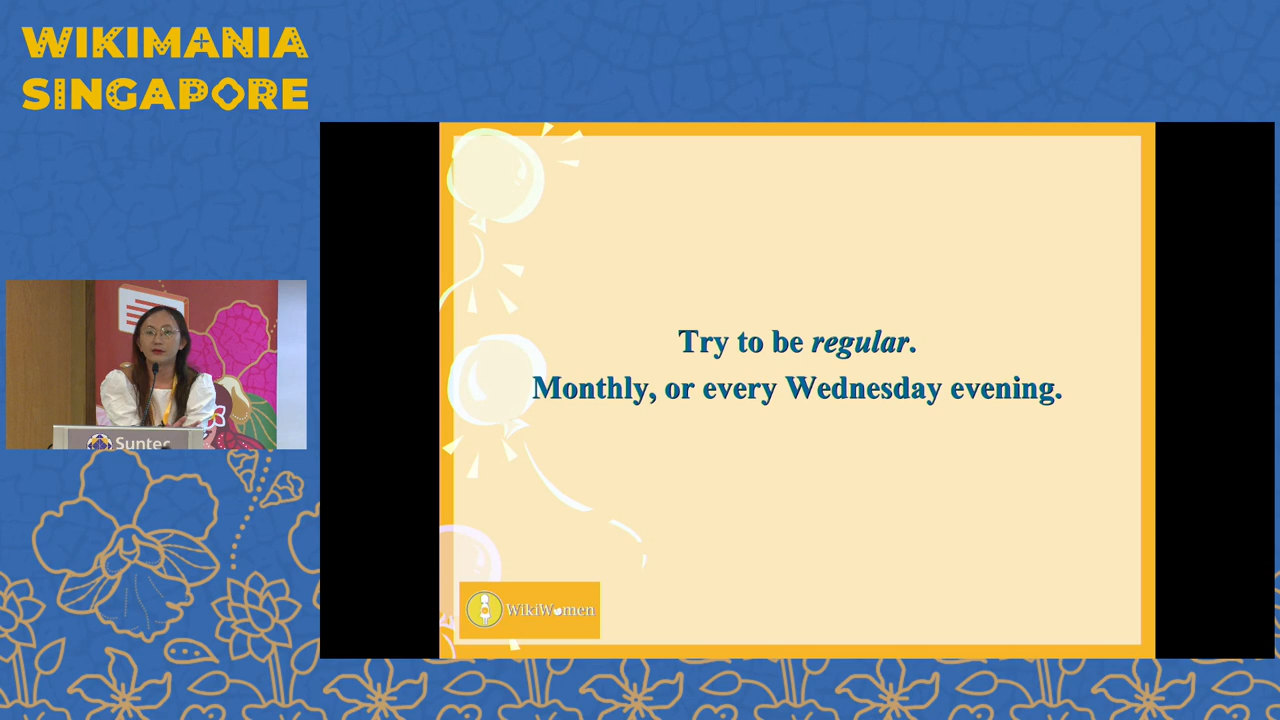 WIKIMANIA
SINGAPORE
Try to be regular.
Monthly, or every Wednesday evening.
Suntec
WikiWomen